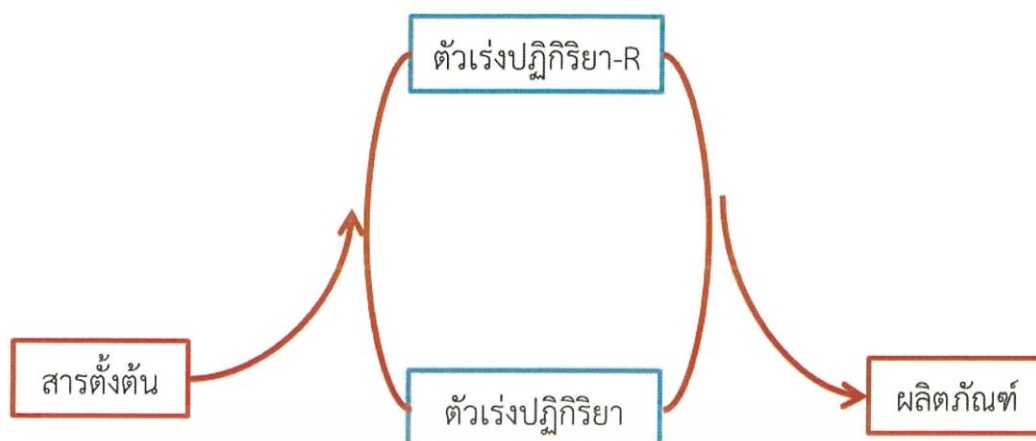 ตัวเร่งปฏิกิริยา-R
สารตั้งต้น
ตัวเร่งปฏิกิริยา
ผลิตภัณฑ์